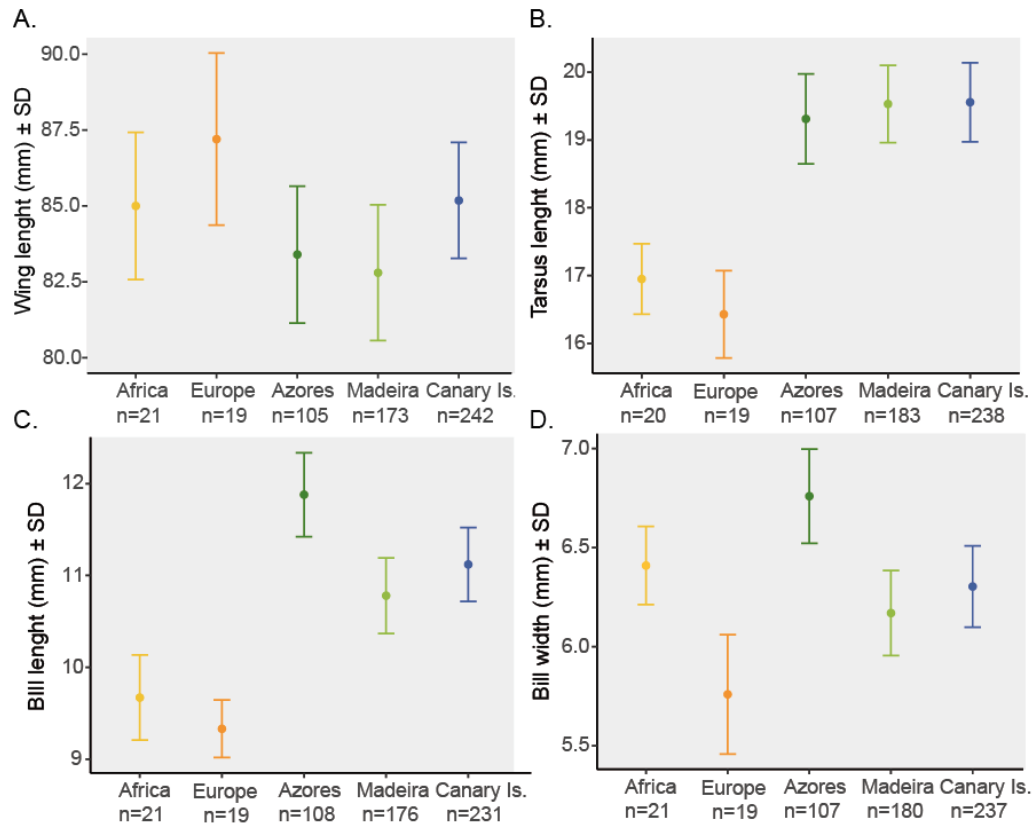 A.
Wing lenght (mm) ± SD
90.0
87.5
85.0
82.5
80.0
Africa Europe Azores Madeira Canary Is.
n=21 n=19 n=105 n=173 n=242
B.
Tarsus lenght (mm) ± SD
20
19
18
17
16
Africa Europe Azores Madeira Canary Is.
n=20 n=19 n=107 n=183 n=238
C.
BIll lenght (mm) ± SD
12
11
10
9
Africa Europe Azores Madeira Canary Is.
n=21 n=19 n=108 n=176 n=231
D.
Bill width (mm) ± SD
7.0
6.5
6.0
5.5
Africa Europe Azores Madeira Canary Is.
n=21 n=19 n=107 n=180 n=237